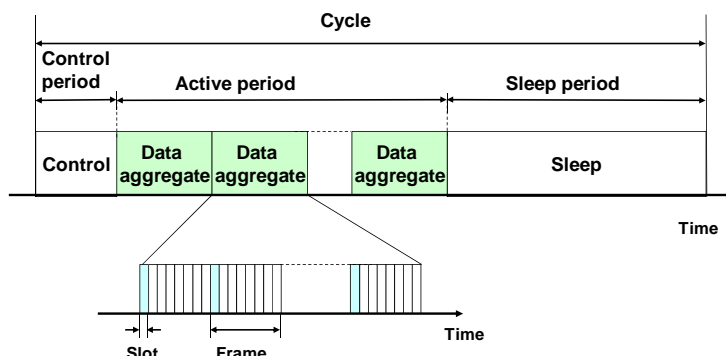 Cycle
Control
period
Active period
Sleep period
Control
Data
aggregate
Data
aggregate
Data
aggregate
Sleep
Time
Time
Slot
Frame